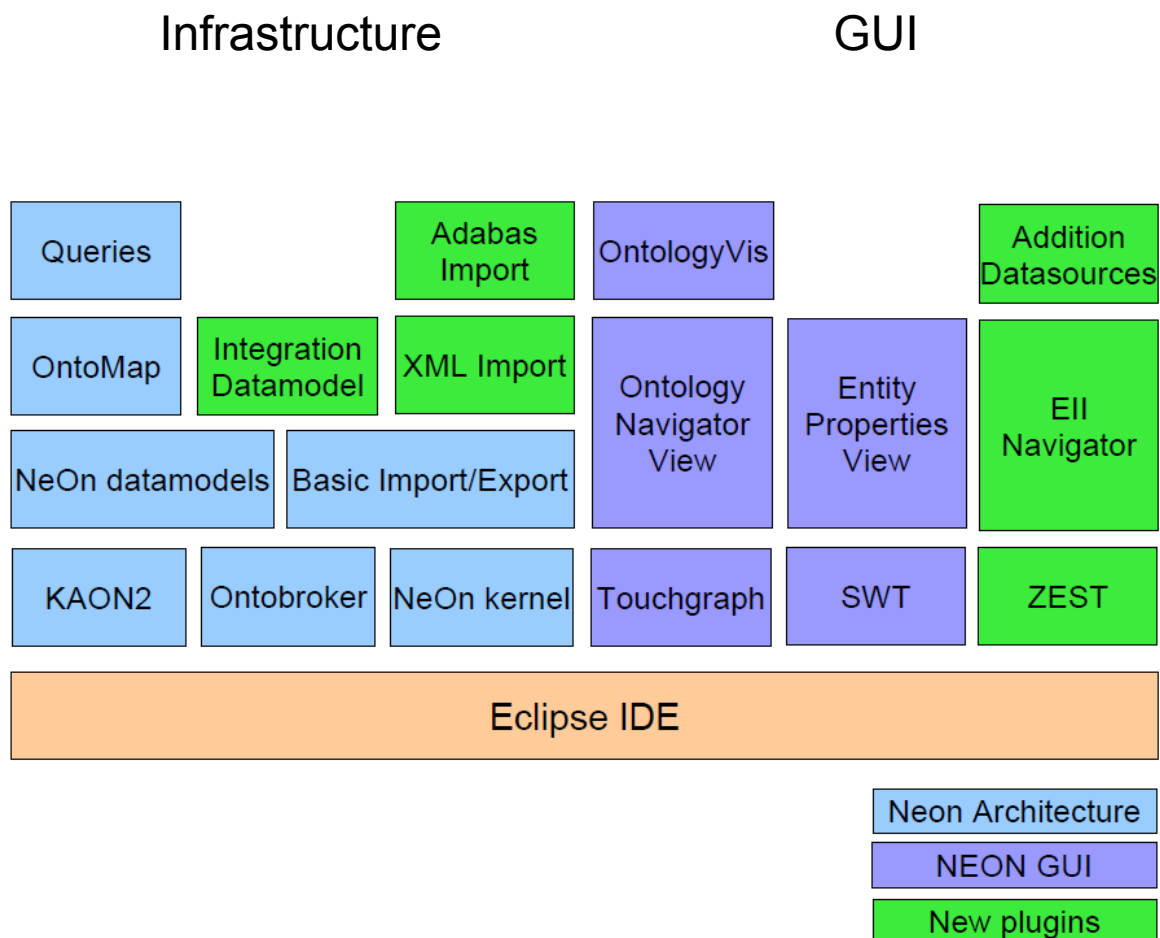 Infrastructure
GUI
Queries
Adabas
Import
OntologyVis
Addition
Datasources
OntoMap
Integration
Datamodel
XML Import
Ontology
Navigator
View
Entity
Properties
View
EII
Navigator
NeOn datamodels
Basic Import/Export
KAON2
Ontobroker
NeOn kernel
Touchgraph
SWT
ZEST
Eclipse IDE
Neon Architecture
NEON GUI
New plugins